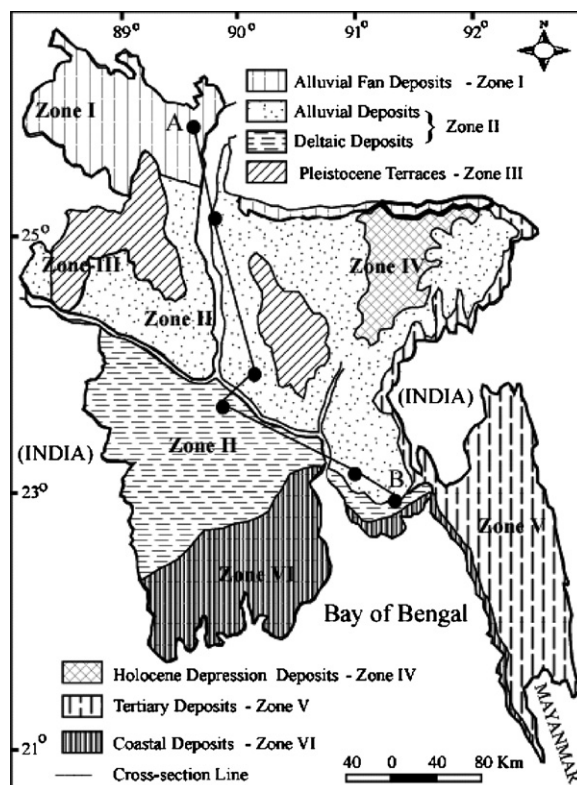 89° 90° 91° 92° N
Zone I
Alluvial Fan Deposits - Zone I
Alluvial Deposits
Zone II
Deltaic Deposits
Pleistocene Terraces - Zone III
A
25°
Zone III
Zone IV
Zone II
(INDIA)
(INDIA)
Zone II
B
23°
Zone V
Zone VI
Bay of Bengal
Holocene Depression Deposits - Zone IV
Tertiary Deposits - Zone V
Coastal Deposits - Zone VI
Cross-section Line
MAYANMAR
21°
40 0 40 80 Km